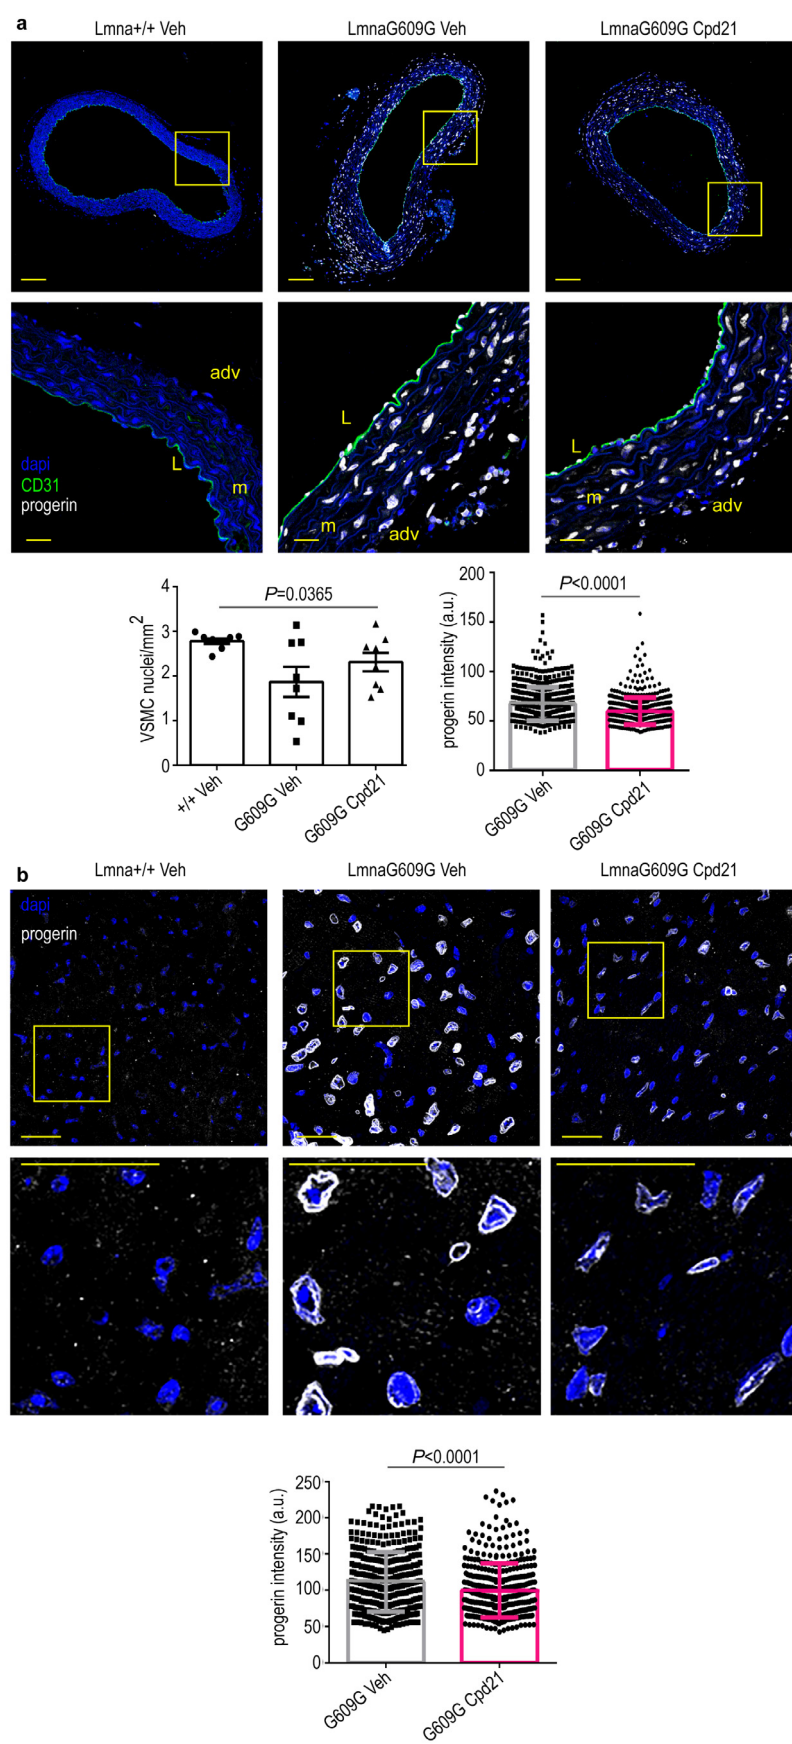 a
Lmna+/+ Veh
LmnaG609G Veh
LmnaG609G Cpd21
adv
L
m
dapi
CD31
progerin
L
m
adv
L
m
adv
VSMC nuclei/mm2
4
3
2
1
0
P=0.0365
+/+ Veh
G609G Veh
G609G Cpd21
progerin intensity (a.u.)
200
150
100
50
0
P<0.0001
G609G Veh
G609G Cpd21
b
Lmna+/+ Veh
LmnaG609G Veh
LmnaG609G Cpd21
dapi
progerin
progerin intensity (a.u.)
250
200
150
100
50
0
P<0.0001
G609G Veh
G609G Cpd21